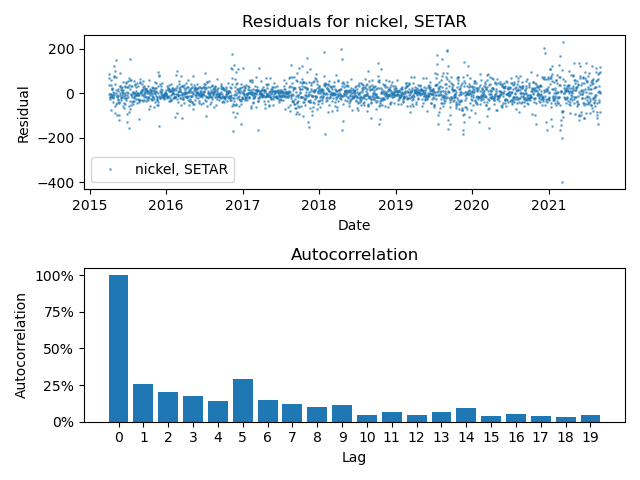 Residuals for nickel, SETAR
200
0
−200
−400
Residual
nickel, SETAR
2015 2016 2017 2018 2019 2020 2021
Date
Autocorrelation
100%
75%
50%
25%
0%
Autocorrelation
0 1 2 3 4 5 6 7 8 9 10 11 12 13 14 15 16 17 18 19
Lag